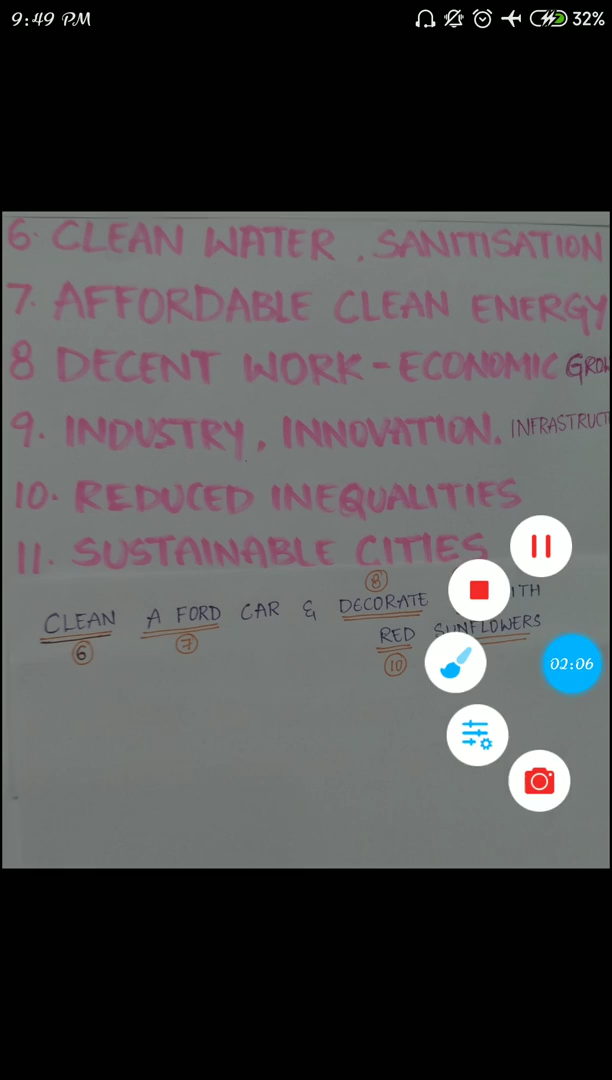 9:49 PM 32%
6. CLEAN WATER , SANITISATION
7. AFFORDABLE CLEAN ENERGY
8 DECENT WORK - ECONOMIC GROW
9. INDUSTRY, INNOVATION, INFRASTRUCT
10. REDUCED INEQUALITIES
11. SUSTAINABLE CITIES
8
CLEAN A FORD CAR & DECORATE ITH
RED SUNFLOWERS
6 7 10
02:06